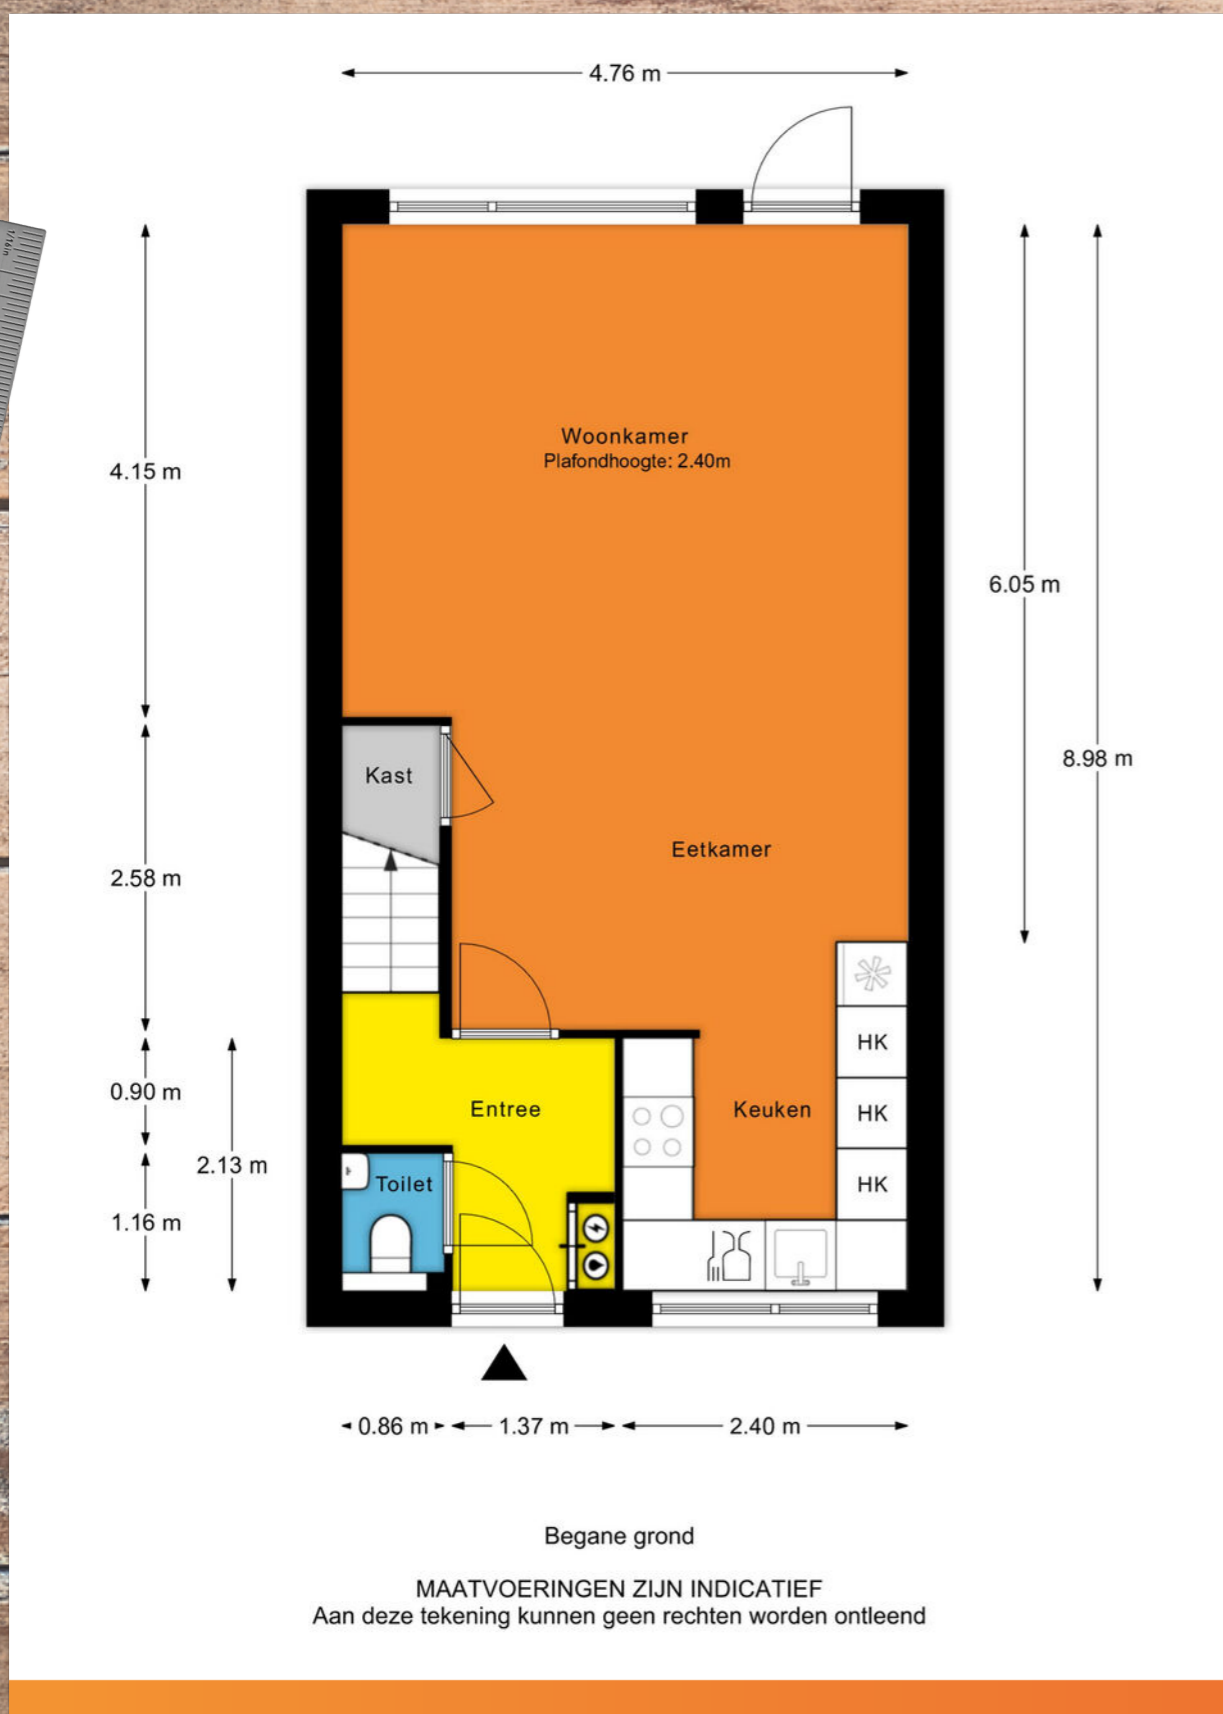 4.76 m
1/16in
Woonkamer
Plafondhoogte: 2.40m
4.15 m
6.05 m
8.98 m
Kast
Eetkamer
2.58 m
HK
0.90 m
Entree
Keuken
HK
2.13 m
Toilet
HK
1.16 m
0.86 m
1.37 m
2.40 m
Begane grond
MAATVOERINGEN ZIJN INDICATIEF
Aan deze tekening kunnen geen rechten worden ontleend